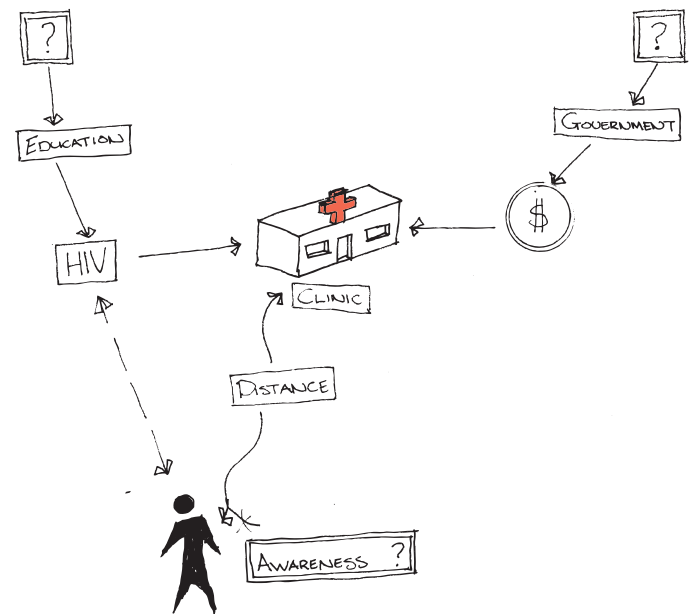 ?
?
EDUCATION
GOVERNMENT
$
HIV
CLINIC
DISTANCE
AWARENESS ?